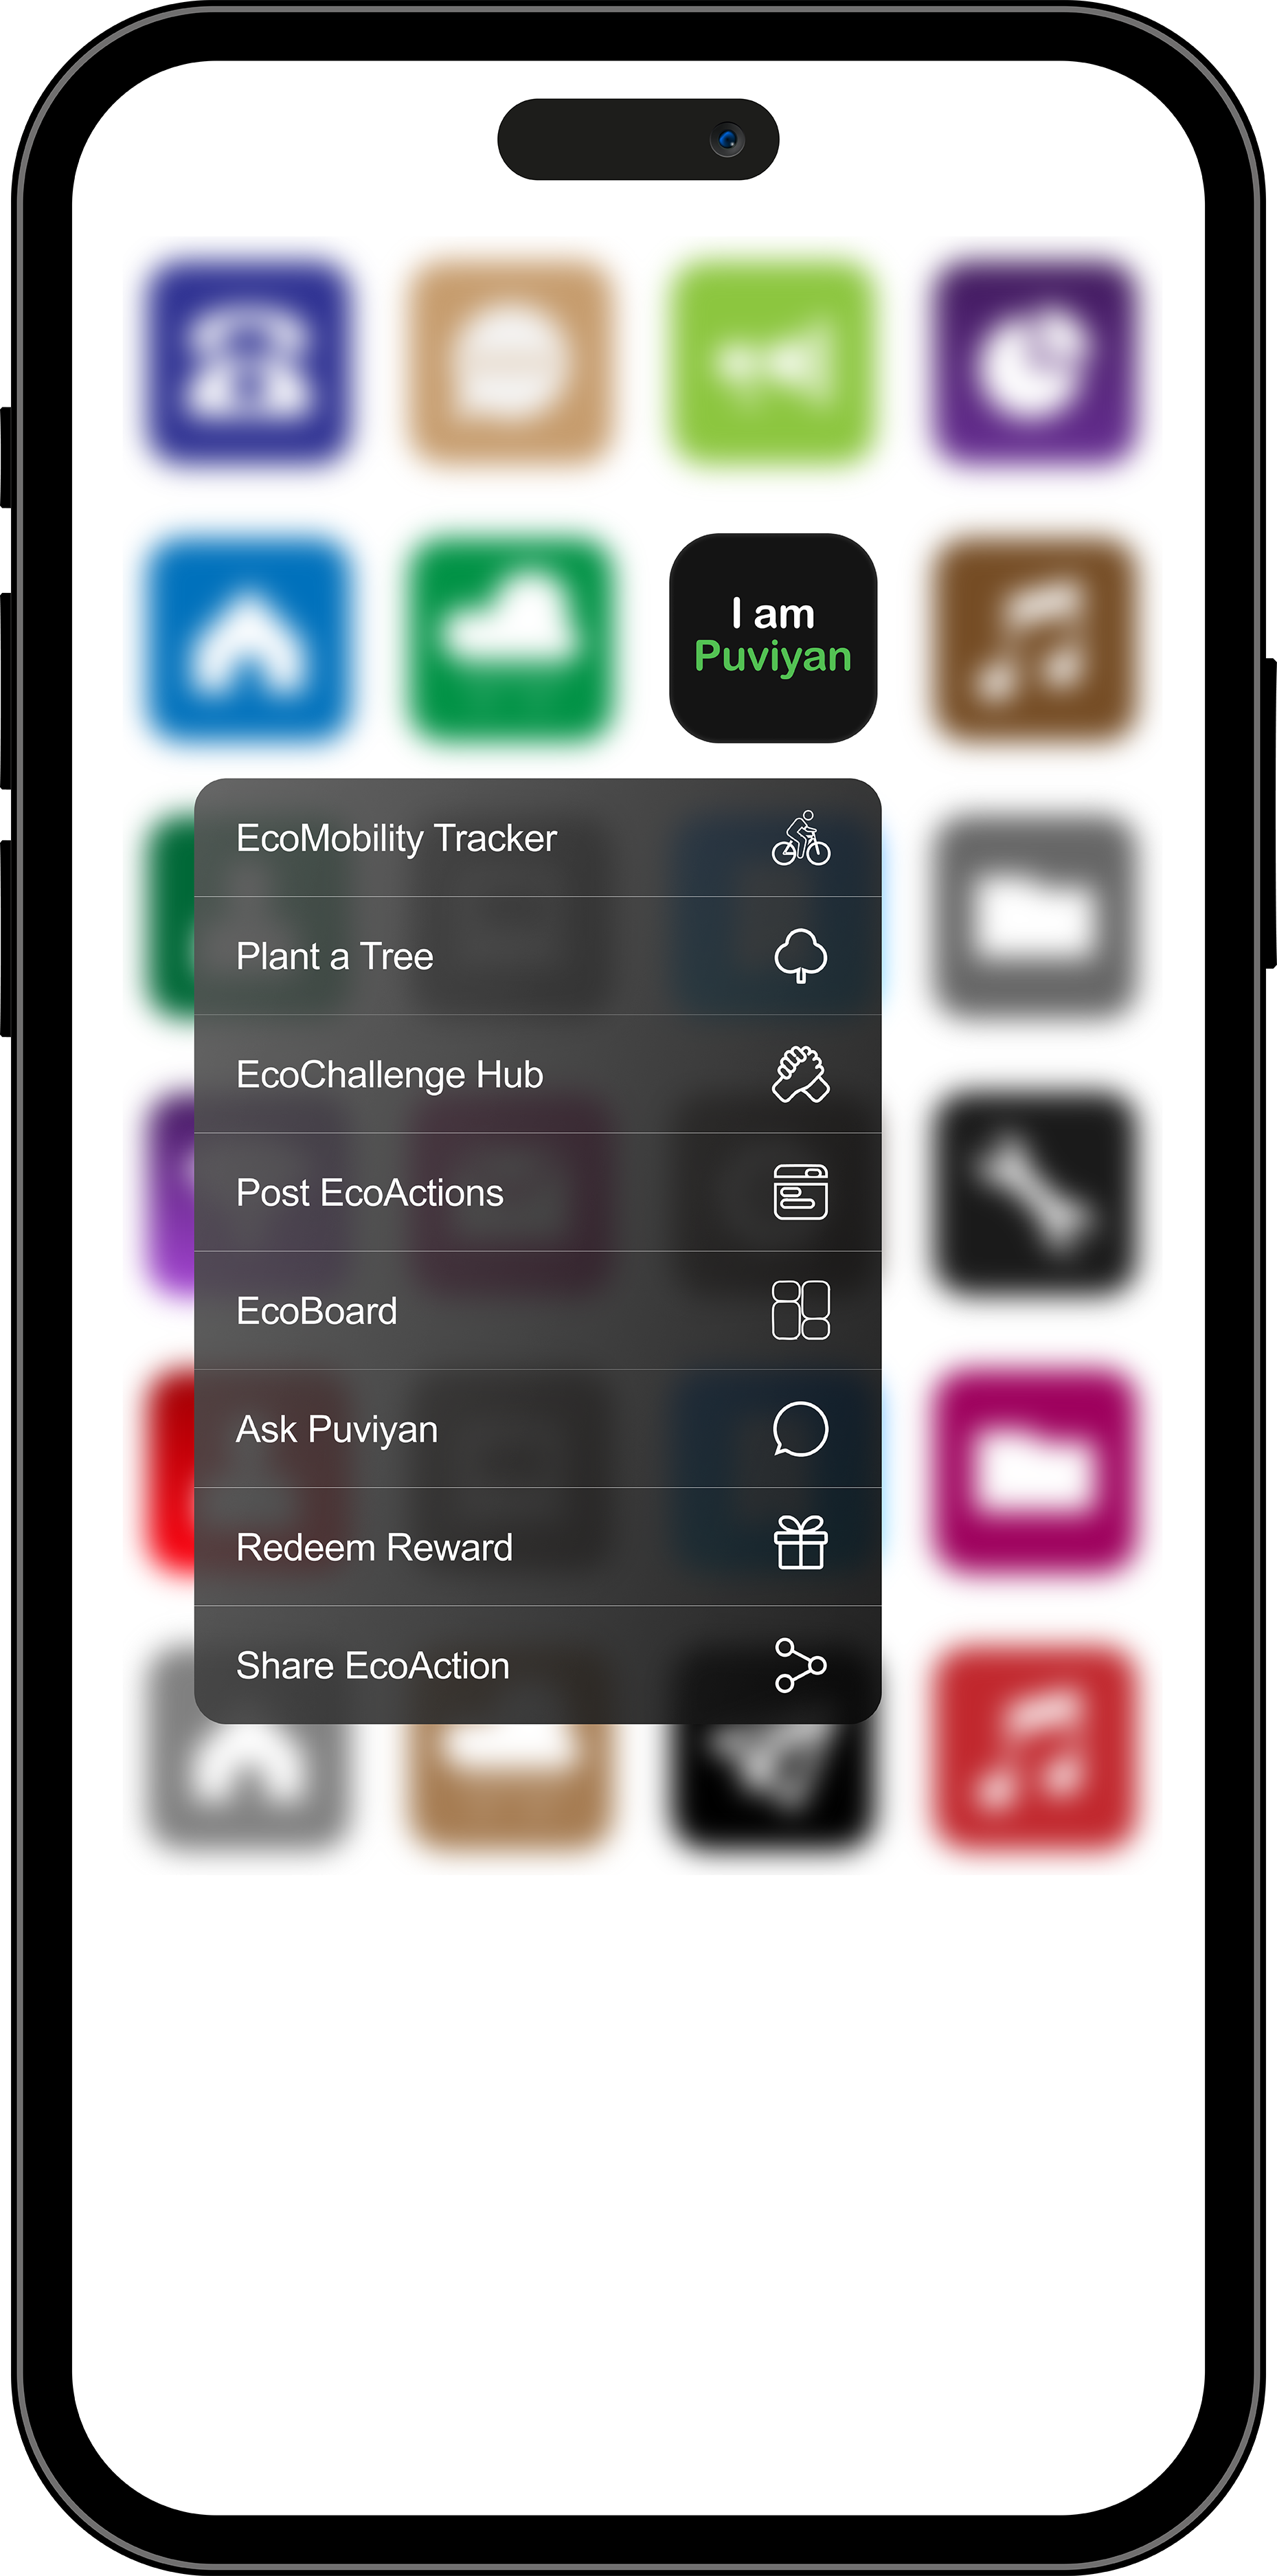 I am
Puviyan
EcoMobility Tracker
Plant a Tree
EcoChallenge Hub
Post EcoActions
EcoBoard
Ask Puviyan
Redeem Reward
Share EcoAction